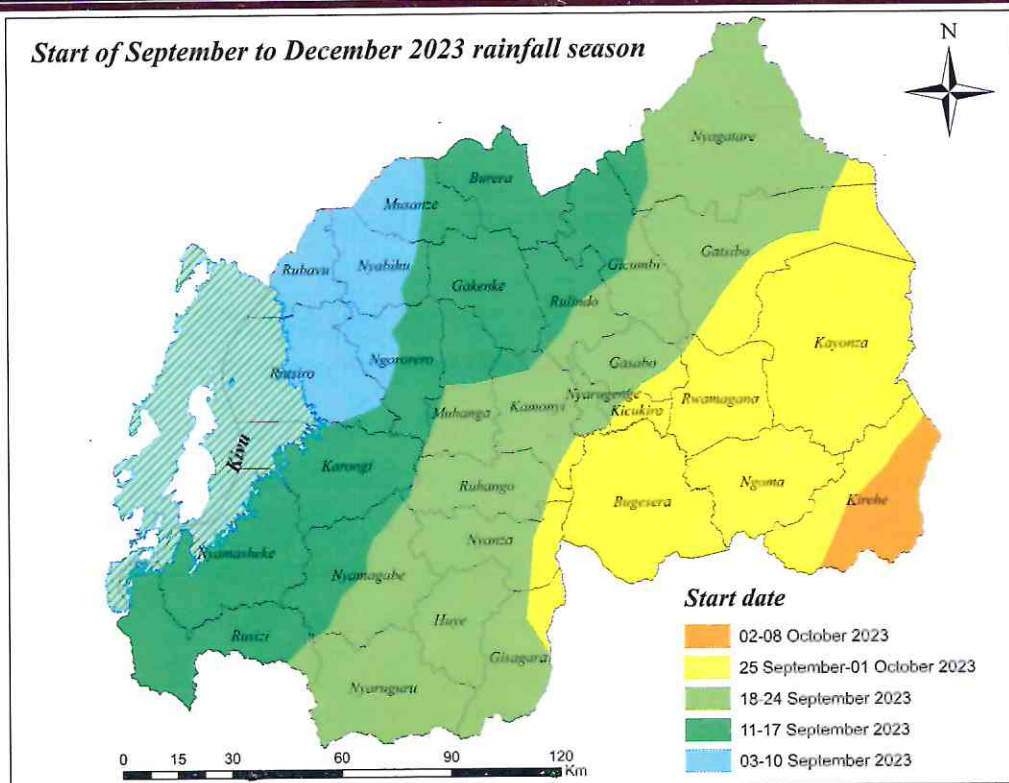 Start of September to December 2023 rainfall season
N
Nyagatare
Burera
Musanze
Gatsibo
Rubavu
Nyabihu
Gicumbi
Gakenke
Rulindo
Kayonza
Ngororero
Gasabo
Rutsiro
Nyarugenge
Rwamagana
Muhanga
Kamonyi
Kicukiro
Kivu
Karongi
Ruhango
Ngoma
Bugesera
Kirehe
Nyanza
Nyamasheke
Nyamagabe
Huye
Rusizi
Gisagara
Nyaruguru
Start date
02-08 October 2023
25 September-01 October 2023
18-24 September 2023
11-17 September 2023
03-10 September 2023
0 15 30 60 90 120
Km